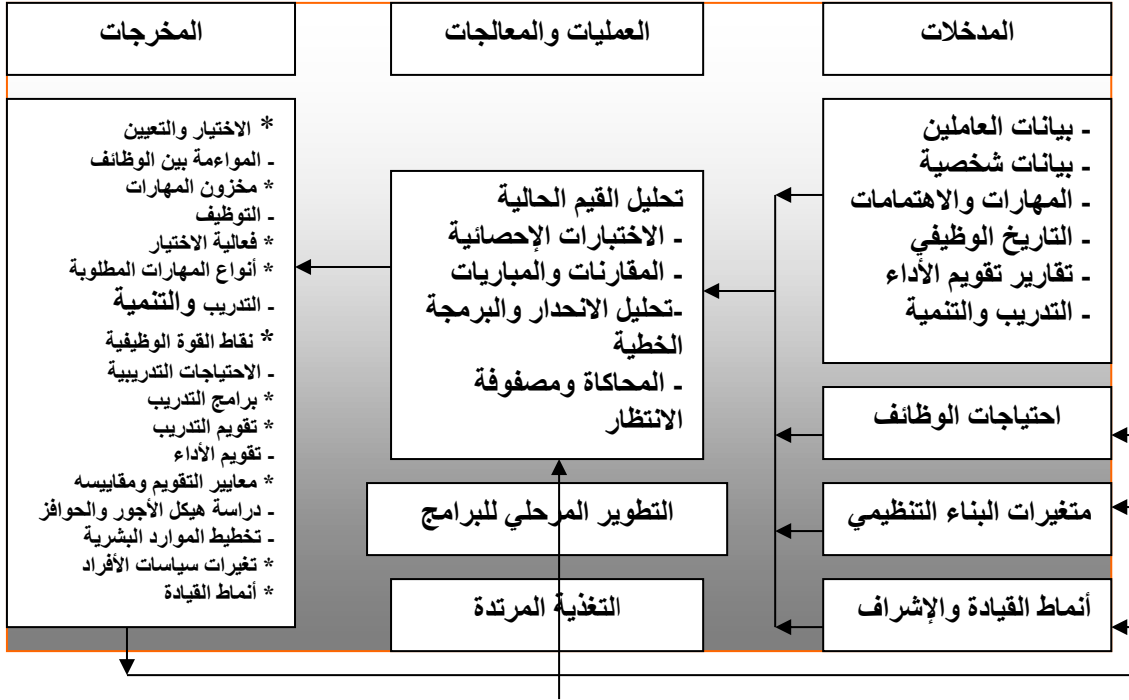 المدخلات
العمليات والمعالجات
المخرجات
- بيانات العاملين
- بيانات شخصية
- المهارات والاهتمامات
- التاريخ الوظيفي
- تقارير تقويم الأداء
- التدريب والتنمية
احتياجات الوظائف
متغيرات البناء التنظيمي
أنماط القيادة والإشراف
تحليل القيم الحالية
- الاختبارات الإحصائية
- المقارنات والمباريات
-تحليل الانحدار والبرمجة
الخطية
- المحاكاة ومصفوفة
الانتظار
التطوير المرحلي للبرامج
التغذية المرتدة
* الاختيار والتعيين
- المواءمة بين الوظائف
* مخزون المهارات
- التوظيف
* فعالية الاختيار
* أنواع المهارات المطلوبة
- التدريب والتنمية
* نقاط القوة الوظيفية
- الاحتياجات التدريبية
* برامج التدريب
* تقويم التدريب
- تقويم الأداء
* معايير التقويم ومقاييسه
- دراسة هيكل الأجور والحوافز
- تخطيط الموارد البشرية
* تغيرات سياسات الأفراد
* أنماط القيادة